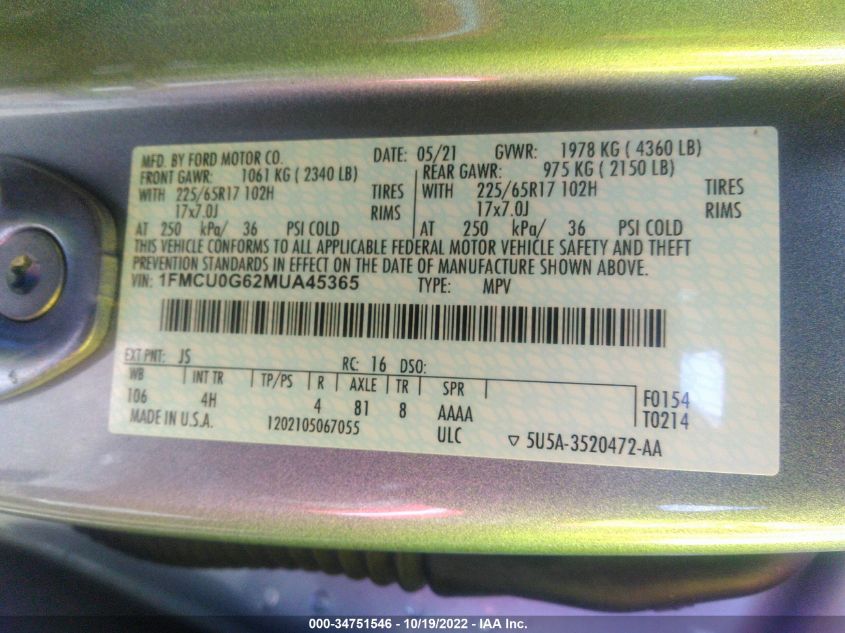 MFD. BY FORD MOTOR CO. DATE: 05/21 GVWR: 1978 KG ( 4360 LB)
FRONT GAWR: 1061 KG ( 2340 LB) REAR GAWR: 975 KG ( 2150 LB)
WITH 225/65R17 102H TIRES WITH 225/65R17 102H TIRES
17x7.0J RIMS 17x7.0J RIMS
AT 250 kPa/ 36 PSI COLD AT 250 kPa/ 36 PSI COLD
THIS VEHICLE CONFORMS TO ALL APPLICABLE FEDERAL MOTOR VEHICLE SAFETY AND THEFT
PREVENTION STANDARDS IN EFFECT ON THE DATE OF MANUFACTURE SHOWN ABOVE.
VIN: 1FMCU0G62MUA45365 TYPE: MPV
EXT PNT: JS RC: 16 DSO:
WB INT TR TP/PS R AXLE TR SPR
106 4H 4 81 8 AAAA F0154
MADE IN U.S.A. 1202105067055 ULC T0214
▽ 5U5A-3520472-AA
000-34751546 - 10/19/2022 - IAA Inc.